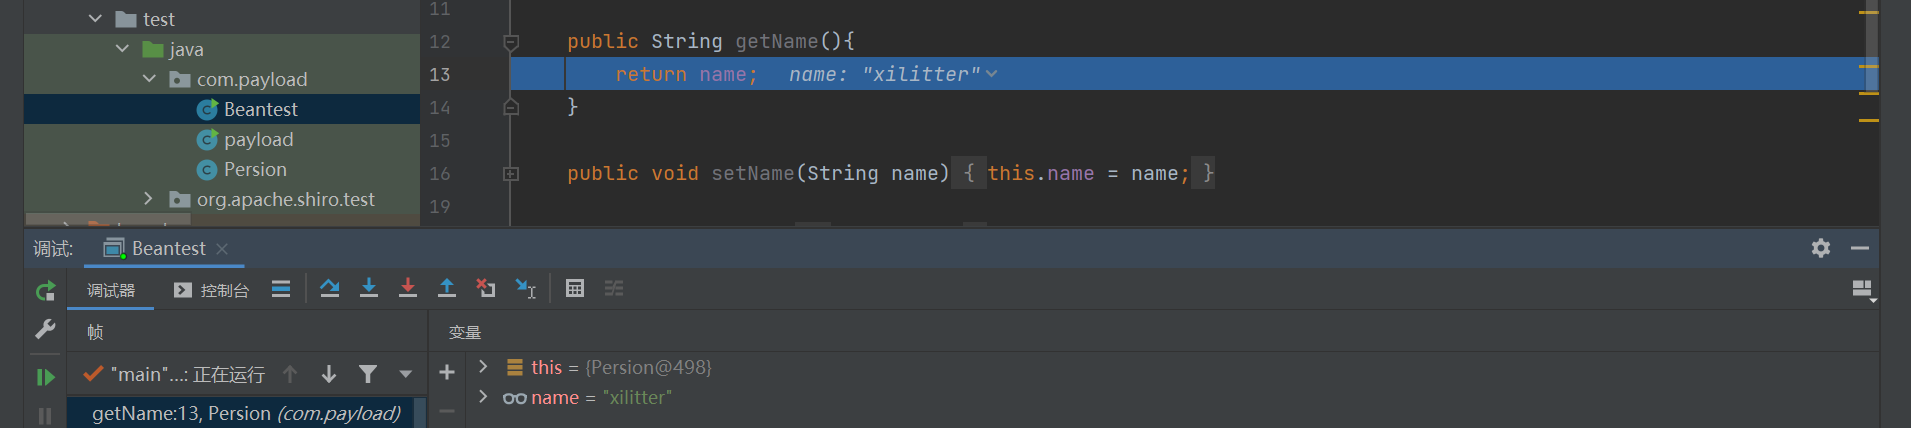 test
java
com.payload
Beantest
payload
Persion
org.apache.shiro.test
11
12 public String getName(){
13 return name; name: "xilitter"
14 }
15
16 public void setName(String name) { this.name = name; }
19
调试: Beantest
调试器 控制台
帧 变量
"main"...: 正在运行
this = {Persion@498}
name = "xilitter"
getName:13, Persion (com.payload)